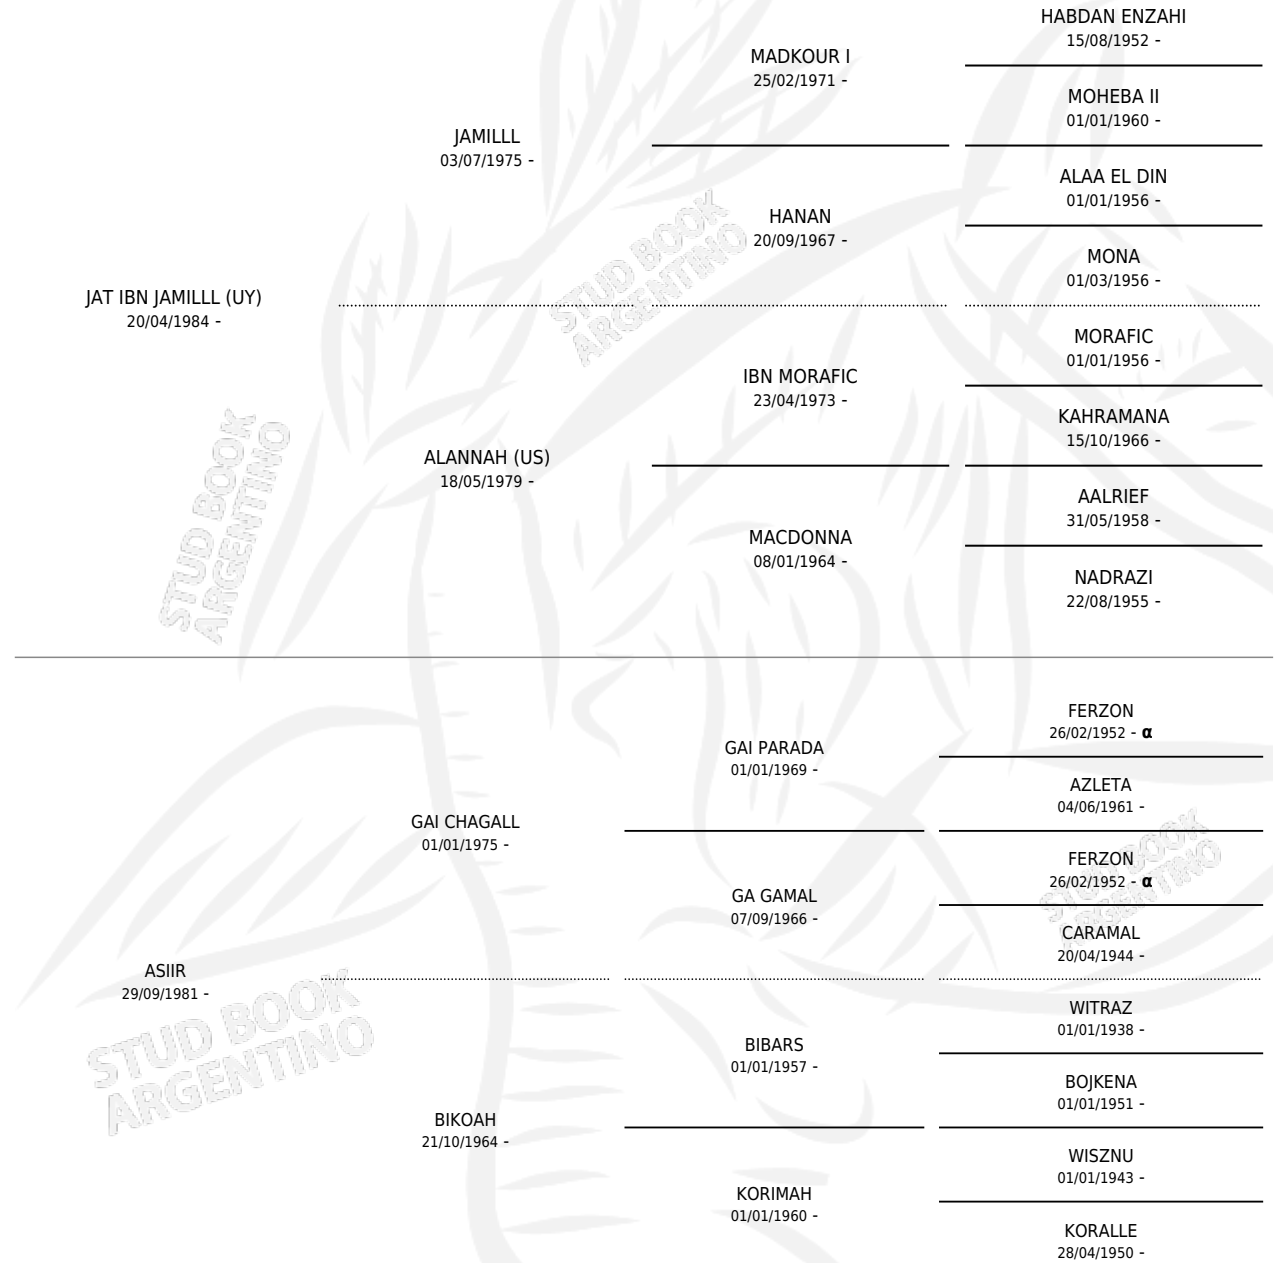 HABDAN ENZAHI
15/08/1952 -
MADKOUR I
25/02/1971 -
MOHEBA II
01/01/1960 -
JAMILLL
03/07/1975 -
ALAA EL DIN
01/01/1956 -
HANAN
20/09/1967 -
MONA
01/03/1956 -
JAT IBN JAMILLL (UY)
20/04/1984 -
MORAFIC
01/01/1956 -
IBN MORAFIC
23/04/1973 -
KAHRAMANA
15/10/1966 -
ALANNAH (US)
18/05/1979 -
AALRIEF
31/05/1958 -
MACDONNA
08/01/1964 -
NADRAZI
22/08/1955 -
FERZON
26/02/1952 - α
GAI PARADA
01/01/1969 -
AZLETA
04/06/1961 -
GAI CHAGALL
01/01/1975 -
FERZON
26/02/1952 - α
GA GAMAL
07/09/1966 -
CARAMAL
20/04/1944 -
ASIIR
29/09/1981 -
WITRAZ
01/01/1938 -
BIBARS
01/01/1957 -
BOJKENA
01/01/1951 -
BIKOAH
21/10/1964 -
WISZNU
01/01/1943 -
KORIMAH
01/01/1960 -
KORALLE
28/04/1950 -
STUD BOOK
ARGENTINO
STUD BOOK
ARGENTINO
STUD BOOK
ARGENTINO
STUD BOOK
ARGENTINO